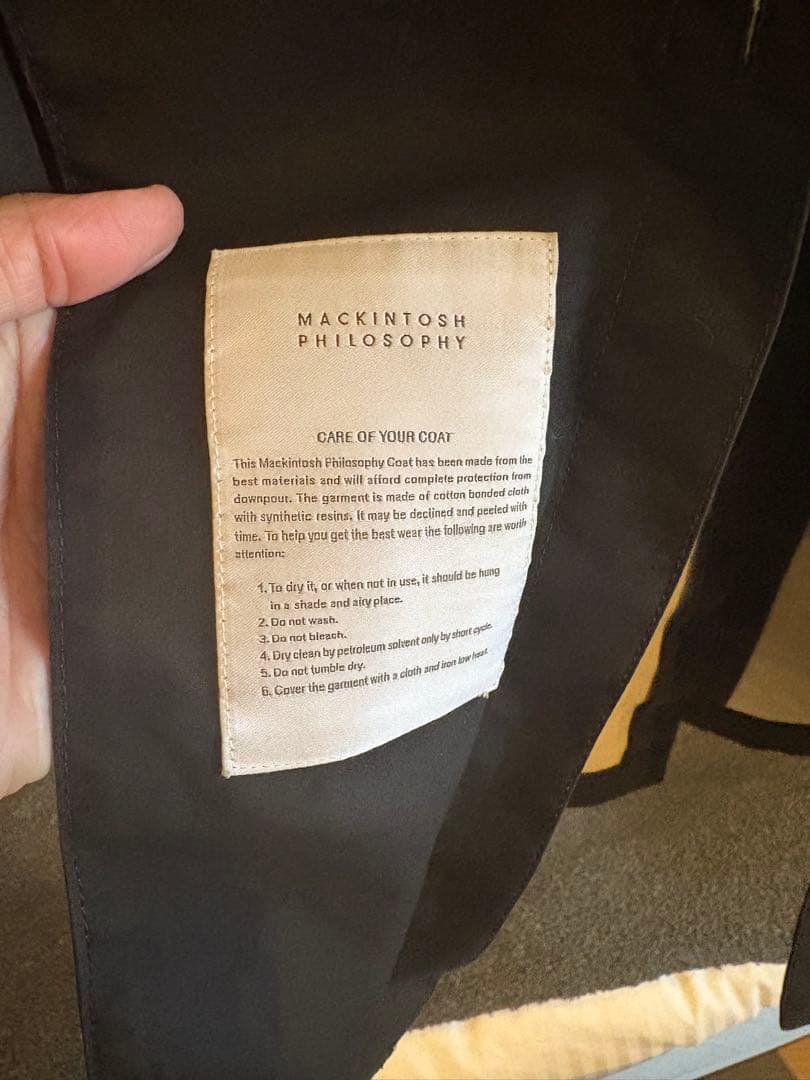 MACKINTOSH
PHILOSOPHY
CARE OF YOUR COAT
This Mackintosh Philosophy Coat has been made from the
best materials and will afford complete protection from
downpour. The garment is made of cotton bonded cloth
with synthetic resins. It may be declined and peeled with
time. To help you get the best wear the following are worth
attention:
1. To dry it, or when not in use, it should be hung
in a shade and airy place.
2. Do not wash.
3. Do not bleach.
4. Dry clean by petroleum solvent only by short cycle.
5. Do not tumble dry.
6. Cover the garment with a cloth and iron low heat.